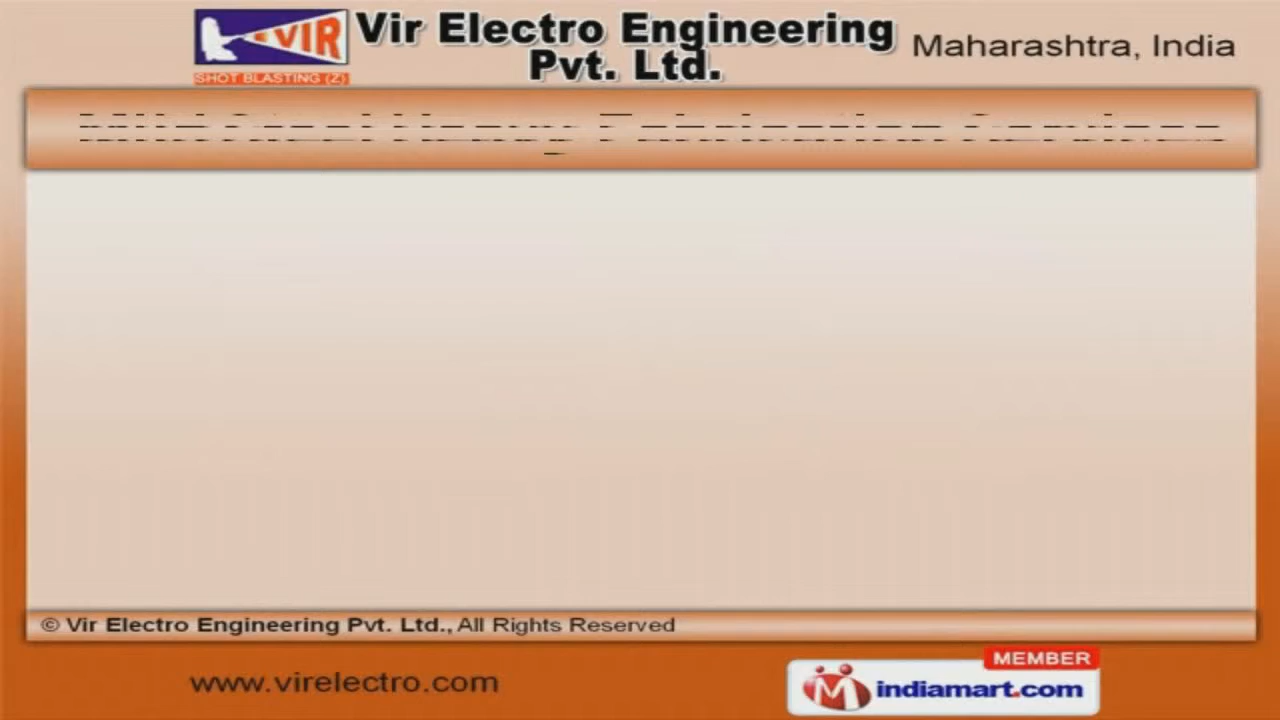 VIR
SHOT BLASTING (Z)
Vir Electro Engineering
Pvt. Ltd.
Maharashtra, India
© Vir Electro Engineering Pvt. Ltd., All Rights Reserved
www.virelectro.com
MEMBER
indiamart.com